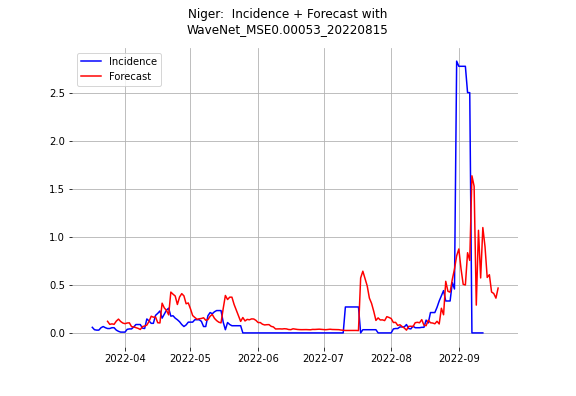 Niger:  Incidence + Forecast with
WaveNet_MSE0.00053_20220815
Incidence
Forecast
2.5
2.0
1.5
1.0
0.5
0.0
2022-04 2022-05 2022-06 2022-07 2022-08 2022-09